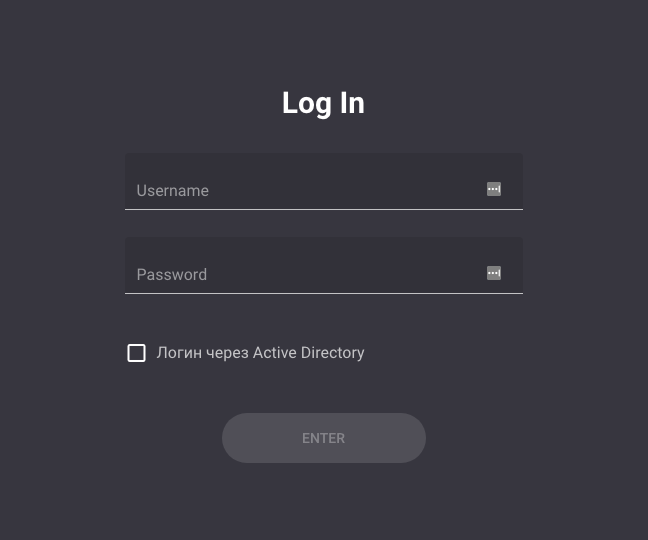 Log In
Username
Password
Логин через Active Directory
ENTER